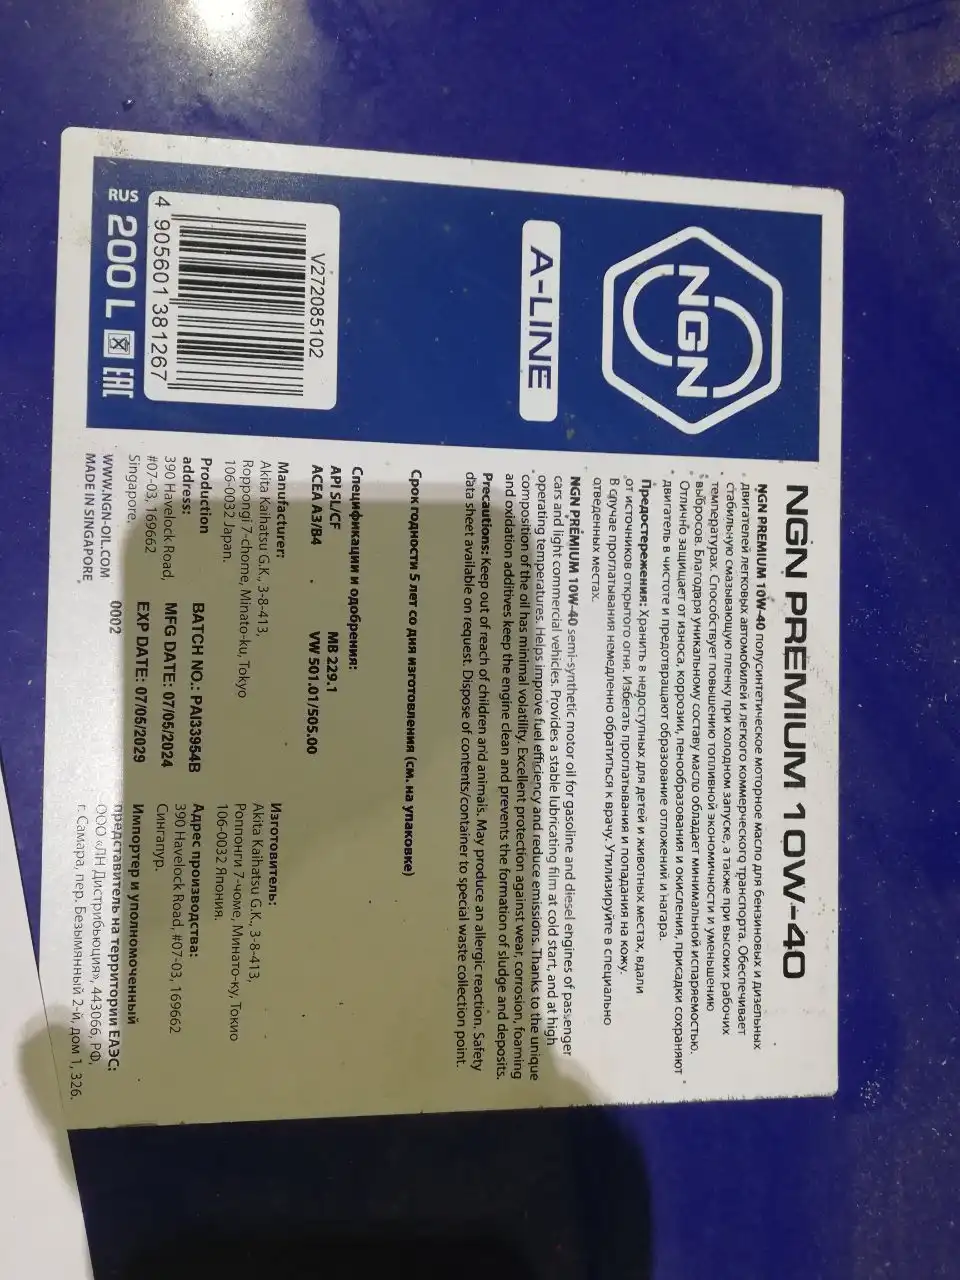 NGN
A-LINE
V272085102
4 905601 381267
RUS
200 L
EAC
NGN PREMIUM 10W-40
NGN PREMIUM 10W-40 полусинтетическое моторное масло для бензиновых и дизельных
двигателей легковых автомобилей и легкого коммерческого транспорта. Обеспечивает
стабильную смазывающую пленку при холодном запуске, а также при высоких рабочих
температурах. Способствует повышению топливной экономичности и уменьшению
выбросов. Благодаря уникальному составу масло обладает минимальной испаряемостью.
Отлично защищает от износа, коррозии, пенообразования и окисления, присадки сохраняют
двигатель в чистоте и предотвращают образование отложений и нагара.
Предостережения: Хранить в недоступных для детей и животных местах, вдали
от источников открытого огня. Избегать проглатывания и попадания на кожу.
В случае проглатывания немедленно обратиться к врачу. Утилизируйте в специально
отведенных местах.
NGN PREMIUM 10W-40 semi-synthetic motor oil for gasoline and diesel engines of passenger
cars and light commercial vehicles. Provides a stable lubricating film at cold start, and at high
operating temperatures. Helps improve fuel efficiency and reduce emissions. Thanks to the unique
composition of the oil has minimal volatility. Excellent protection against wear, corrosion, foaming
and oxidation additives keep the engine clean and prevents the formation of sludge and deposits.
Precautions: Keep out of reach of children and animals. May produce an allergic reaction. Safety
data sheet available on request. Dispose of contents/container to special waste collection point.
Срок годности 5 лет со дня изготовления (см. на упаковке)
Спецификации и одобрения:
API SL/CF MB 229.1
ACEA A3/B4 VW 501.01/505.00
Manufacturer:
Akita Kaihatsu G.K., 3-8-413,
Roppongi 7-chome, Minato-ku, Tokyo
106-0032 Japan.
Изготовитель:
Akita Kaihatsu G.K., 3-8-413,
Роппонги 7-чоме, Минато-ку, Токио
106-0032 Япония.
Production
address:
390 Havelock Road,
#07-03, 169662
Singapore.
BATCH NO.: PAI33954B
MFG DATE: 07/05/2024
EXP DATE: 07/05/2029
0002
Адрес производства:
390 Havelock Road, #07-03, 169662
Сингапур.
Импортер и уполномоченный
представитель на территории ЕАЭС:
ООО «ДН Дистрибьюция», 443066, РФ,
г. Самара, пер. Безымянный 2-й, дом 1, 326.
WWW.NGN-OIL.COM
MADE IN SINGAPORE